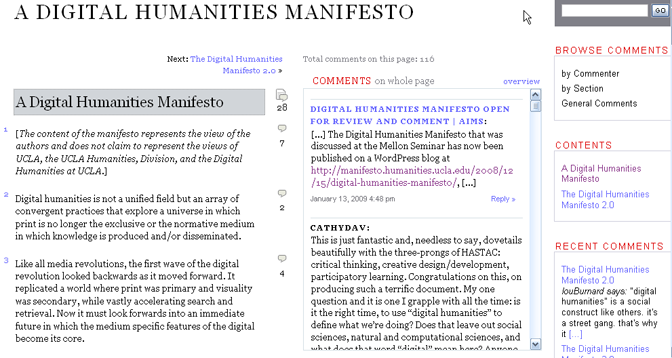 A DIGITAL HUMANITIES MANIFESTO
Next: The Digital Humanities
Manifesto 2.0 »
A Digital Humanities Manifesto
28
1 [The content of the manifesto represents the view of the
authors and does not claim to represent the views of
UCLA, the UCLA Humanities, Division, and the Digital
Humanities at UCLA.]
7
2 Digital humanities is not a unified field but an array of
convergent practices that explore a universe in which
print is no longer the exclusive or the normative medium
in which knowledge is produced and/or disseminated.
2
3 Like all media revolutions, the first wave of the digital
revolution looked backwards as it moved forward. It
replicated a world where print was primary and visuality
was secondary, while vastly accelerating search and
retrieval. Now it must look forwards into an immediate
future in which the medium specific features of the digital
become its core.
4
Total comments on this page: 116
COMMENTS on whole page
overview
DIGITAL HUMANITIES MANIFESTO OPEN
FOR REVIEW AND COMMENT | AIMS:
[...] The Digital Humanities Manifesto that was
discussed at the Mellon Seminar has now been
published on a WordPress blog at
http://manifesto.humanities.ucla.edu/2008/12
/15/digital-humanities-manifesto/, [...]
January 13, 2009 4:48 pm
Reply »
CATHYDAV:
This is just fantastic and, needless to say, dovetails
beautifully with the three-prongs of HASTAC:
critical thinking, creative design/development,
participatory learning. Congratulations on this, on
producing such a terrific document. My one
question and it is one I grapple with all the time: is
it the right time, to use "digital humanities" to
define what we're doing? Does that leave out social
sciences, natural and computational sciences, and
what does that word "digital" mean here? Anyone
GO
BROWSE COMMENTS
by Commenter
by Section
General Comments
CONTENTS
A Digital Humanities
Manifesto
The Digital Humanities
Manifesto 2.0
RECENT COMMENTS
The Digital Humanities
Manifesto 2.0
louBurnard says: "digital
humanities" is a social
construct like others. it's
a street gang. that's why
it [...]
The Digital Humanities
Manifesto 2.0